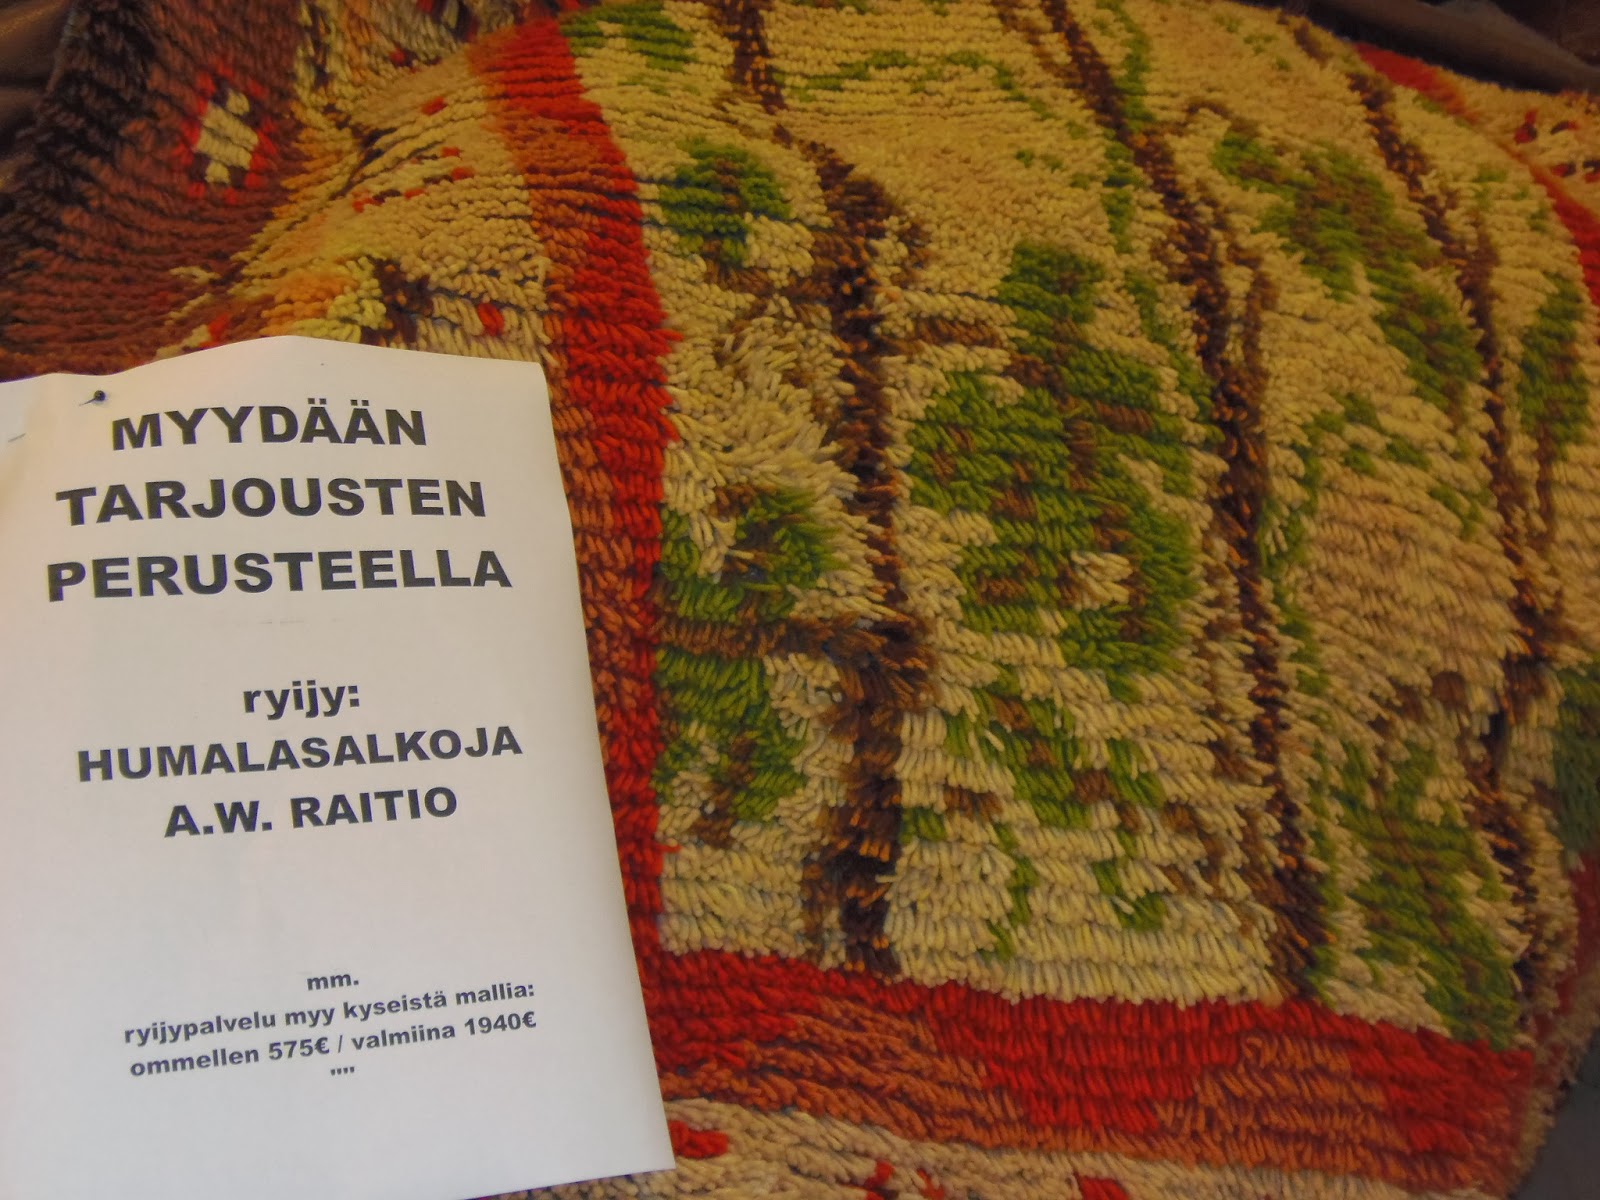 MYYDÄÄN
TARJOUSTEN
PERUSTEELLA
ryijy:
HUMALASALKOJA
A.W. RAITIO
mm.
ryijypalvelu myy kyseistä mallia:
ommellen 575€ / valmiina 1940€
""